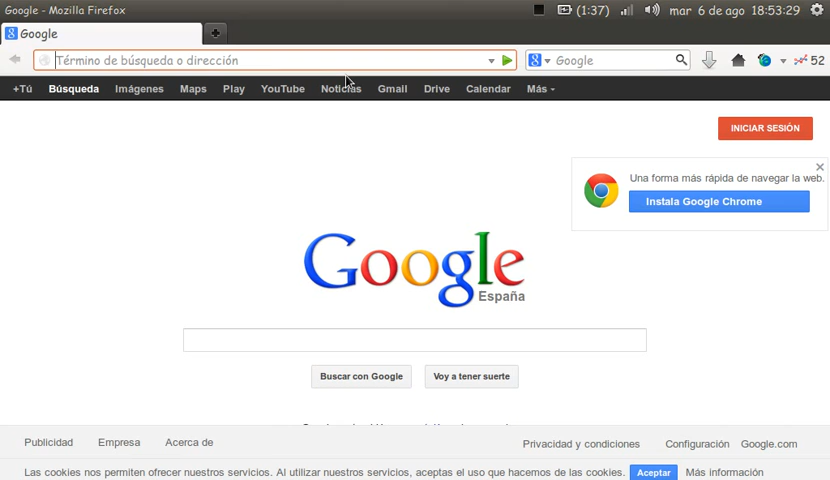 Google - Mozilla Firefox
(1:37)
mar 6 de ago 18:53:29
Google
Término de búsqueda o dirección
Google
52
+Tú Búsqueda Imágenes Maps Play YouTube Noticias Gmail Drive Calendar Más
INICIAR SESIÓN
Una forma más rápida de navegar la web.
Instala Google Chrome
Google
España
Buscar con Google
Voy a tener suerte
Publicidad Empresa Acerca de
Privacidad y condiciones Configuración Google.com
Las cookies nos permiten ofrecer nuestros servicios. Al utilizar nuestros servicios, aceptas el uso que hacemos de las cookies. Aceptar Más información